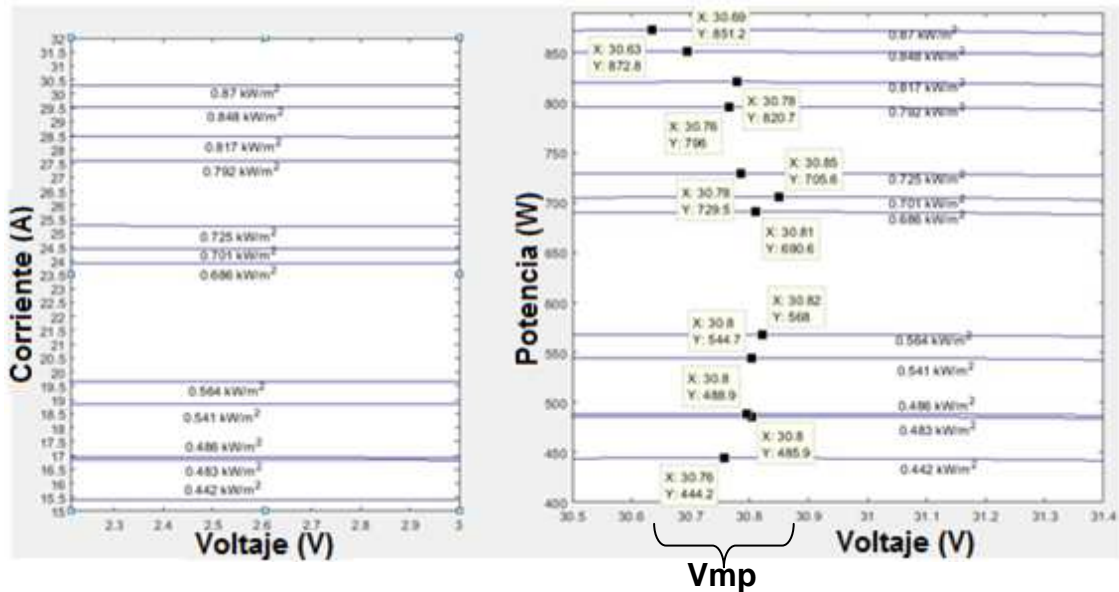 Corriente (A)
32
31.5
31
30.5
30
29.5
29
28.5
28
27.5
27
26.5
26
25.5
25
24.5
24
23.5
23
22.5
22
21.5
21
20.5
20
19.5
19
18.5
18
17.5
17
16.5
16
15.5
15
0.87 kW/m²
0.848 kW/m²
0.817 kW/m²
0.792 kW/m²
0.725 kW/m²
0.701 kW/m²
0.686 kW/m²
0.564 kW/m²
0.541 kW/m²
0.486 kW/m²
0.483 kW/m²
0.442 kW/m²
2.3 2.4 2.5 2.6 2.7 2.8 2.9 3
Voltaje (V)
Potencia (W)
850
800
750
700
650
600
550
500
450
400
X: 30.69
Y: 851.2
X: 30.63
Y: 872.8
X: 30.78
Y: 820.7
X: 30.76
Y: 796
X: 30.85
Y: 705.6
X: 30.79
Y: 729.5
X: 30.81
Y: 690.6
X: 30.82
Y: 568
X: 30.8
Y: 544.7
X: 30.8
Y: 488.9
X: 30.8
Y: 485.9
X: 30.76
Y: 444.2
0.87 kW/m²
0.848 kW/m²
0.817 kW/m²
0.792 kW/m²
0.725 kW/m²
0.701 kW/m²
0.686 kW/m²
0.564 kW/m²
0.541 kW/m²
0.486 kW/m²
0.483 kW/m²
0.442 kW/m²
30.5 30.6 30.7 30.8 30.9 31 31.1 31.2 31.3 31.4
Voltaje (V)
Vmp